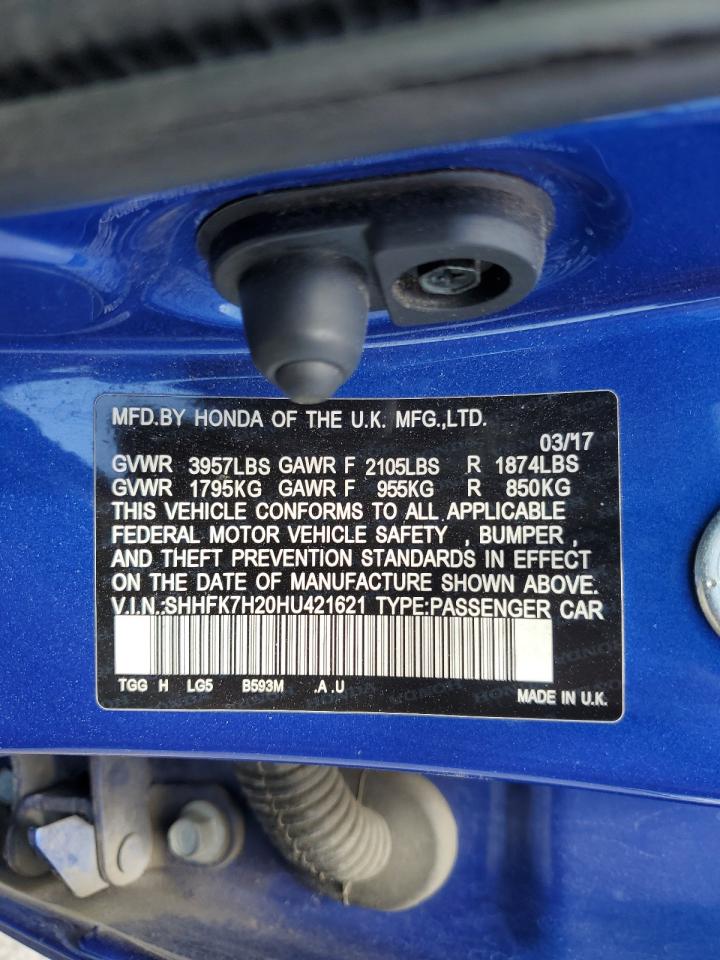 MFD.BY HONDA OF THE U.K. MFG.,LTD.
03/17
GVWR 3957LBS GAWR F 2105LBS R 1874LBS
GVWR 1795KG GAWR F 955KG R 850KG
THIS VEHICLE CONFORMS TO ALL APPLICABLE
FEDERAL MOTOR VEHICLE SAFETY , BUMPER ,
AND THEFT PREVENTION STANDARDS IN EFFECT
ON THE DATE OF MANUFACTURE SHOWN ABOVE.
V.I.N.:SHHFK7H20HU421621 TYPE:PASSENGER CAR
TGG H LG5 B593M .A .U
MADE IN U.K.